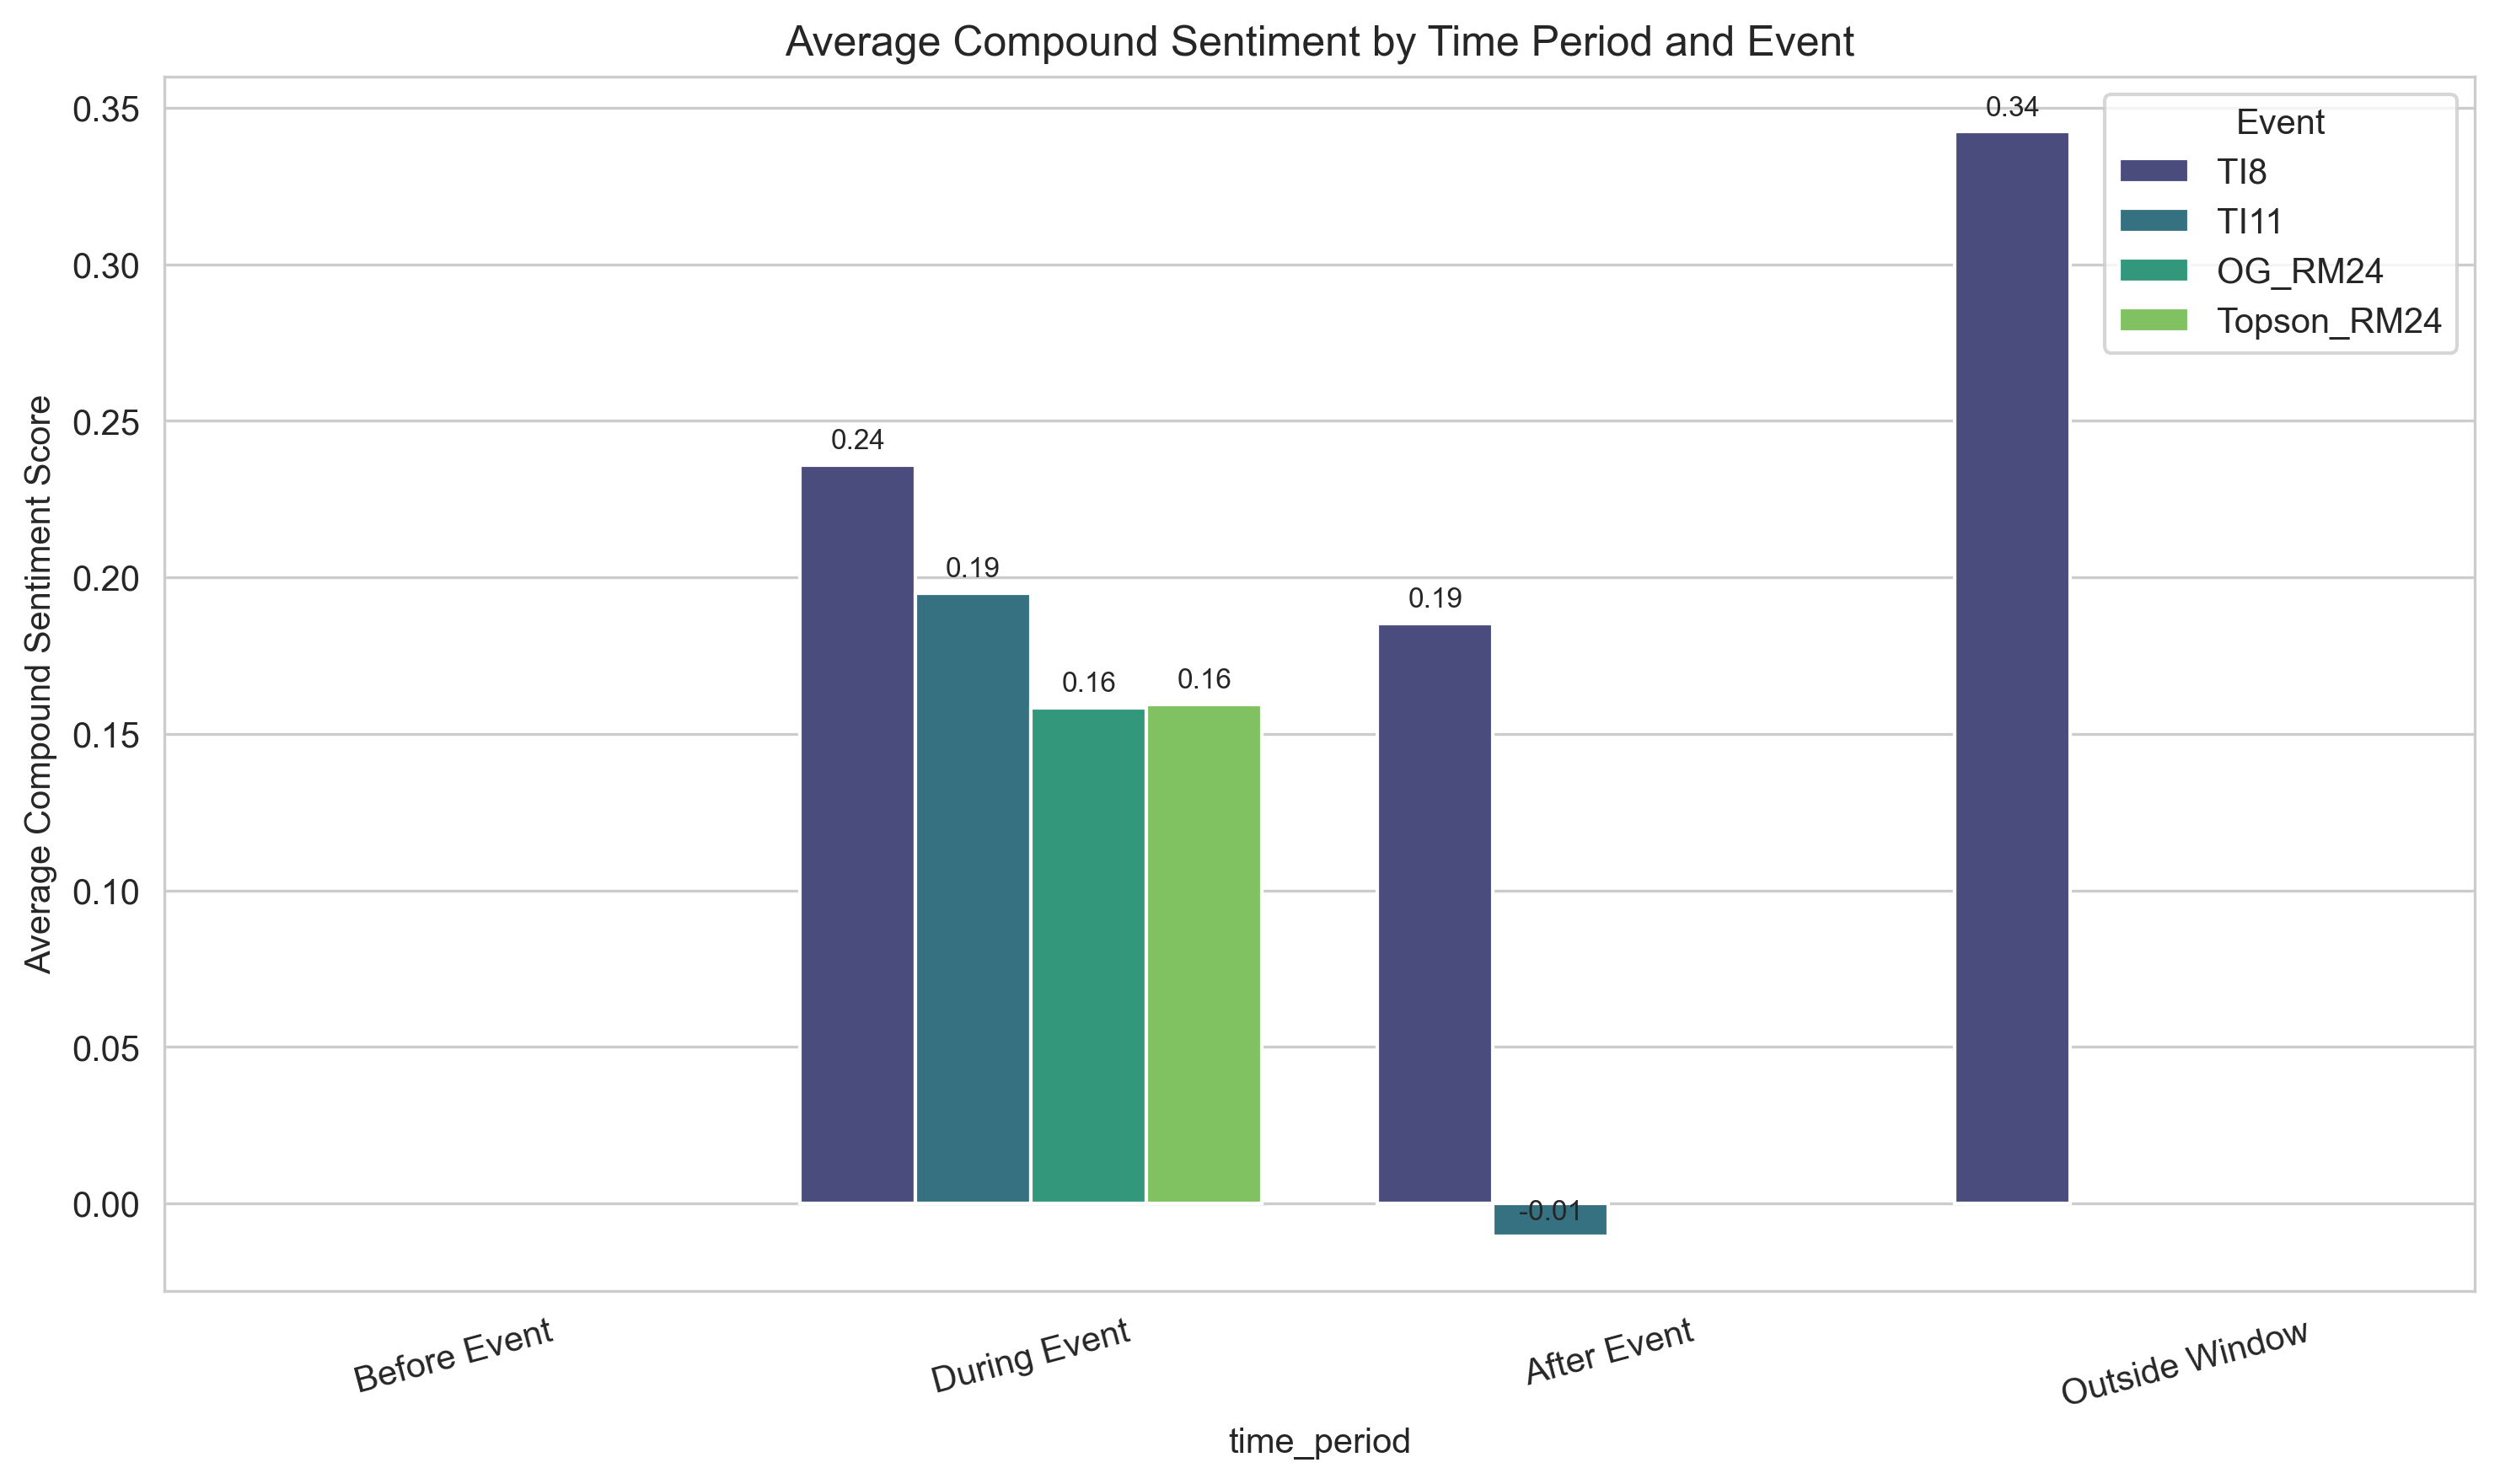 Average Compound Sentiment by Time Period and Event
Average Compound Sentiment Score
0.35
0.30
0.25
0.20
0.15
0.10
0.05
0.00
0.24
0.19
0.16
0.16
0.19
-0.01
0.34
Event
TI8
TI11
OG_RM24
Topson_RM24
Before Event
During Event
After Event
Outside Window
time_period